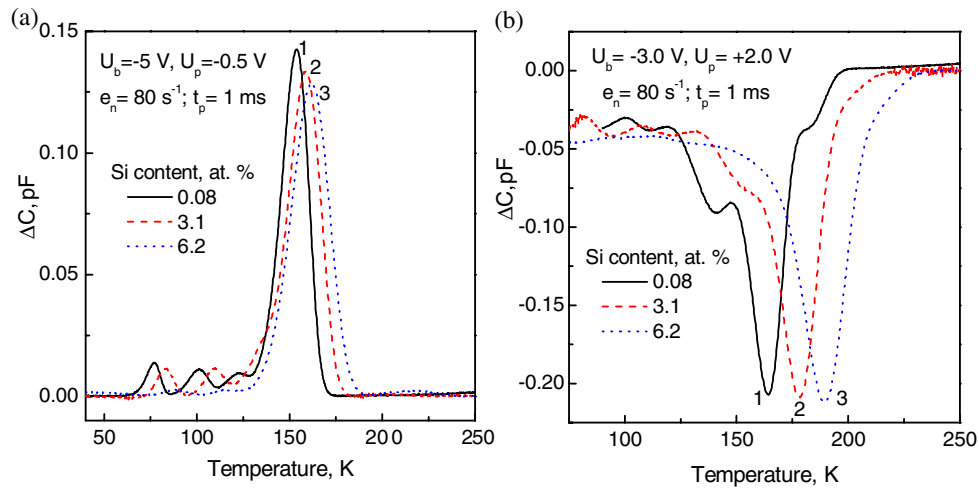 (a)
0.15
0.10
0.05
0.00
ΔC, pF
U_b=-5 V, U_p=-0.5 V
e_n= 80 s⁻¹; t_p= 1 ms
Si content, at. %
0.08
3.1
6.2
1
2
3
50 100 150 200 250
Temperature, K
(b)
0.00
-0.05
-0.10
-0.15
-0.20
ΔC, pF
U_b= -3.0 V, U_p= +2.0 V
e_n= 80 s⁻¹; t_p= 1 ms
Si content, at. %
0.08
3.1
6.2
1 2 3
100 150 200 250
Temperature, K